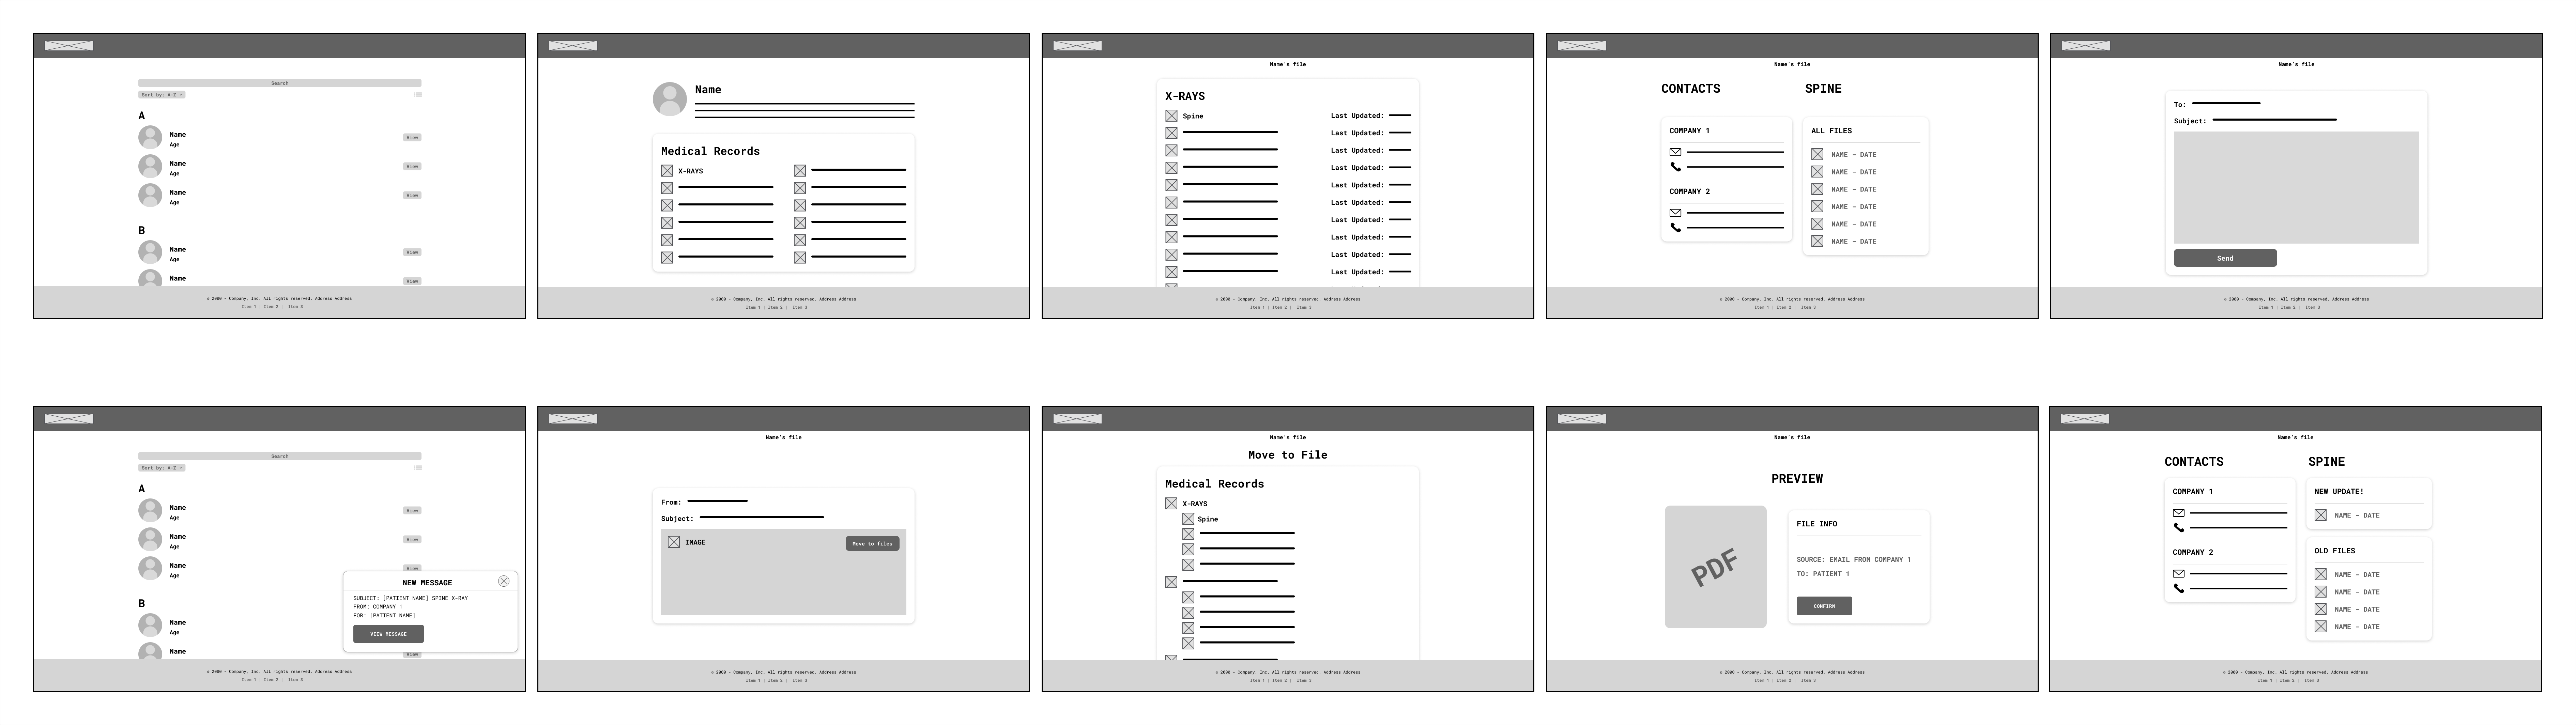 Search
Sort by: A-Z
A
Name
Age
View
Name
Age
View
Name
Age
View
B
Name
Age
View
Name
View
© 2000 - Company, Inc. All rights reserved. Address Address
Item 1 | Item 2 | Item 3
Name
Medical Records
X-RAYS
© 2000 - Company, Inc. All rights reserved. Address Address
Item 1 | Item 2 | Item 3
Name's file
X-RAYS
Spine Last Updated:
Last Updated:
Last Updated:
Last Updated:
Last Updated:
Last Updated:
Last Updated:
Last Updated:
Last Updated:
Last Updated:
© 2000 - Company, Inc. All rights reserved. Address Address
Item 1 | Item 2 | Item 3
Name's file
CONTACTS
COMPANY 1
COMPANY 2
SPINE
ALL FILES
NAME - DATE
NAME - DATE
NAME - DATE
NAME - DATE
NAME - DATE
NAME - DATE
© 2000 - Company, Inc. All rights reserved. Address Address
Item 1 | Item 2 | Item 3
Name's file
To:
Subject:
Send
© 2000 - Company, Inc. All rights reserved. Address Address
Item 1 | Item 2 | Item 3
Search
Sort by: A-Z
A
Name
Age
View
Name
Age
View
Name
Age
View
B
Name
Age
Name
View
NEW MESSAGE
SUBJECT: [PATIENT NAME] SPINE X-RAY
FROM: COMPANY 1
FOR: [PATIENT NAME]
VIEW MESSAGE
© 2000 - Company, Inc. All rights reserved. Address Address
Item 1 | Item 2 | Item 3
Name's file
From:
Subject:
IMAGE
Move to files
© 2000 - Company, Inc. All rights reserved. Address Address
Item 1 | Item 2 | Item 3
Name's file
Move to File
Medical Records
X-RAYS
Spine
© 2000 - Company, Inc. All rights reserved. Address Address
Item 1 | Item 2 | Item 3
Name's file
PREVIEW
PDF
FILE INFO
SOURCE: EMAIL FROM COMPANY 1
TO: PATIENT 1
CONFIRM
© 2000 - Company, Inc. All rights reserved. Address Address
Item 1 | Item 2 | Item 3
Name's file
CONTACTS
COMPANY 1
COMPANY 2
SPINE
NEW UPDATE!
NAME - DATE
OLD FILES
NAME - DATE
NAME - DATE
NAME - DATE
NAME - DATE
© 2000 - Company, Inc. All rights reserved. Address Address
Item 1 | Item 2 | Item 3